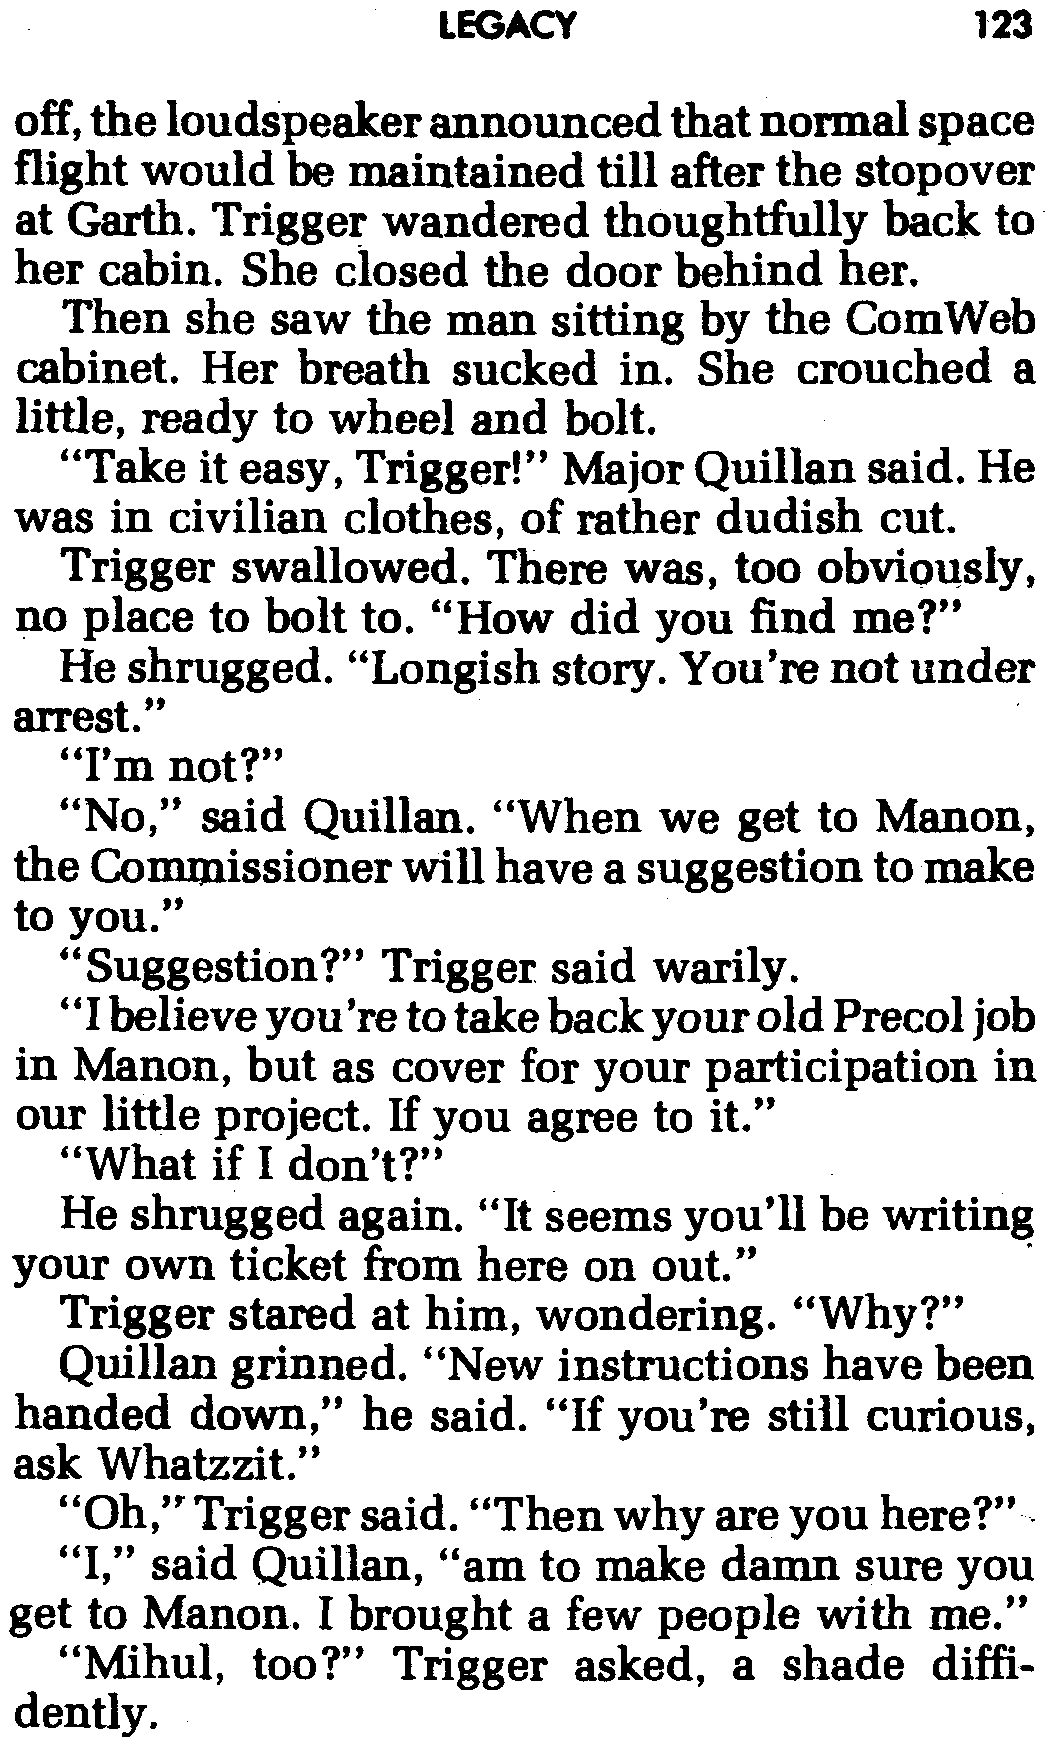 LEGACY 123
off, the loudspeaker announced that normal space
flight would be maintained till after the stopover
at Garth. Trigger wandered thoughtfully back to
her cabin. She closed the door behind her.
Then she saw the man sitting by the ComWeb
cabinet. Her breath sucked in. She crouched a
little, ready to wheel and bolt.
“Take it easy, Trigger!” Major Quillan said. He
was in civilian clothes, of rather dudish cut.
Trigger swallowed. There was, too obviously,
no place to bolt to. “How did you find me?”
He shrugged. “Longish story. You’re not under
arrest.”
“I’m not?”
“No,” said Quillan. “When we get to Manon,
the Commissioner will have a suggestion to make
to you.”
“Suggestion?” Trigger said warily.
“I believe you’re to take back your old Precol job
in Manon, but as cover for your participation in
our little project. If you agree to it.”
“What if I don’t?”
He shrugged again. “It seems you’ll be writing
your own ticket from here on out.”
Trigger stared at him, wondering. “Why?”
Quillan grinned. “New instructions have been
handed down,” he said. “If you’re still curious,
ask Whatzzit.”
“Oh,” Trigger said. “Then why are you here?”
“I,” said Quillan, “am to make damn sure you
get to Manon. I brought a few people with me.”
“Mihul, too?” Trigger asked, a shade diffi-
dently.